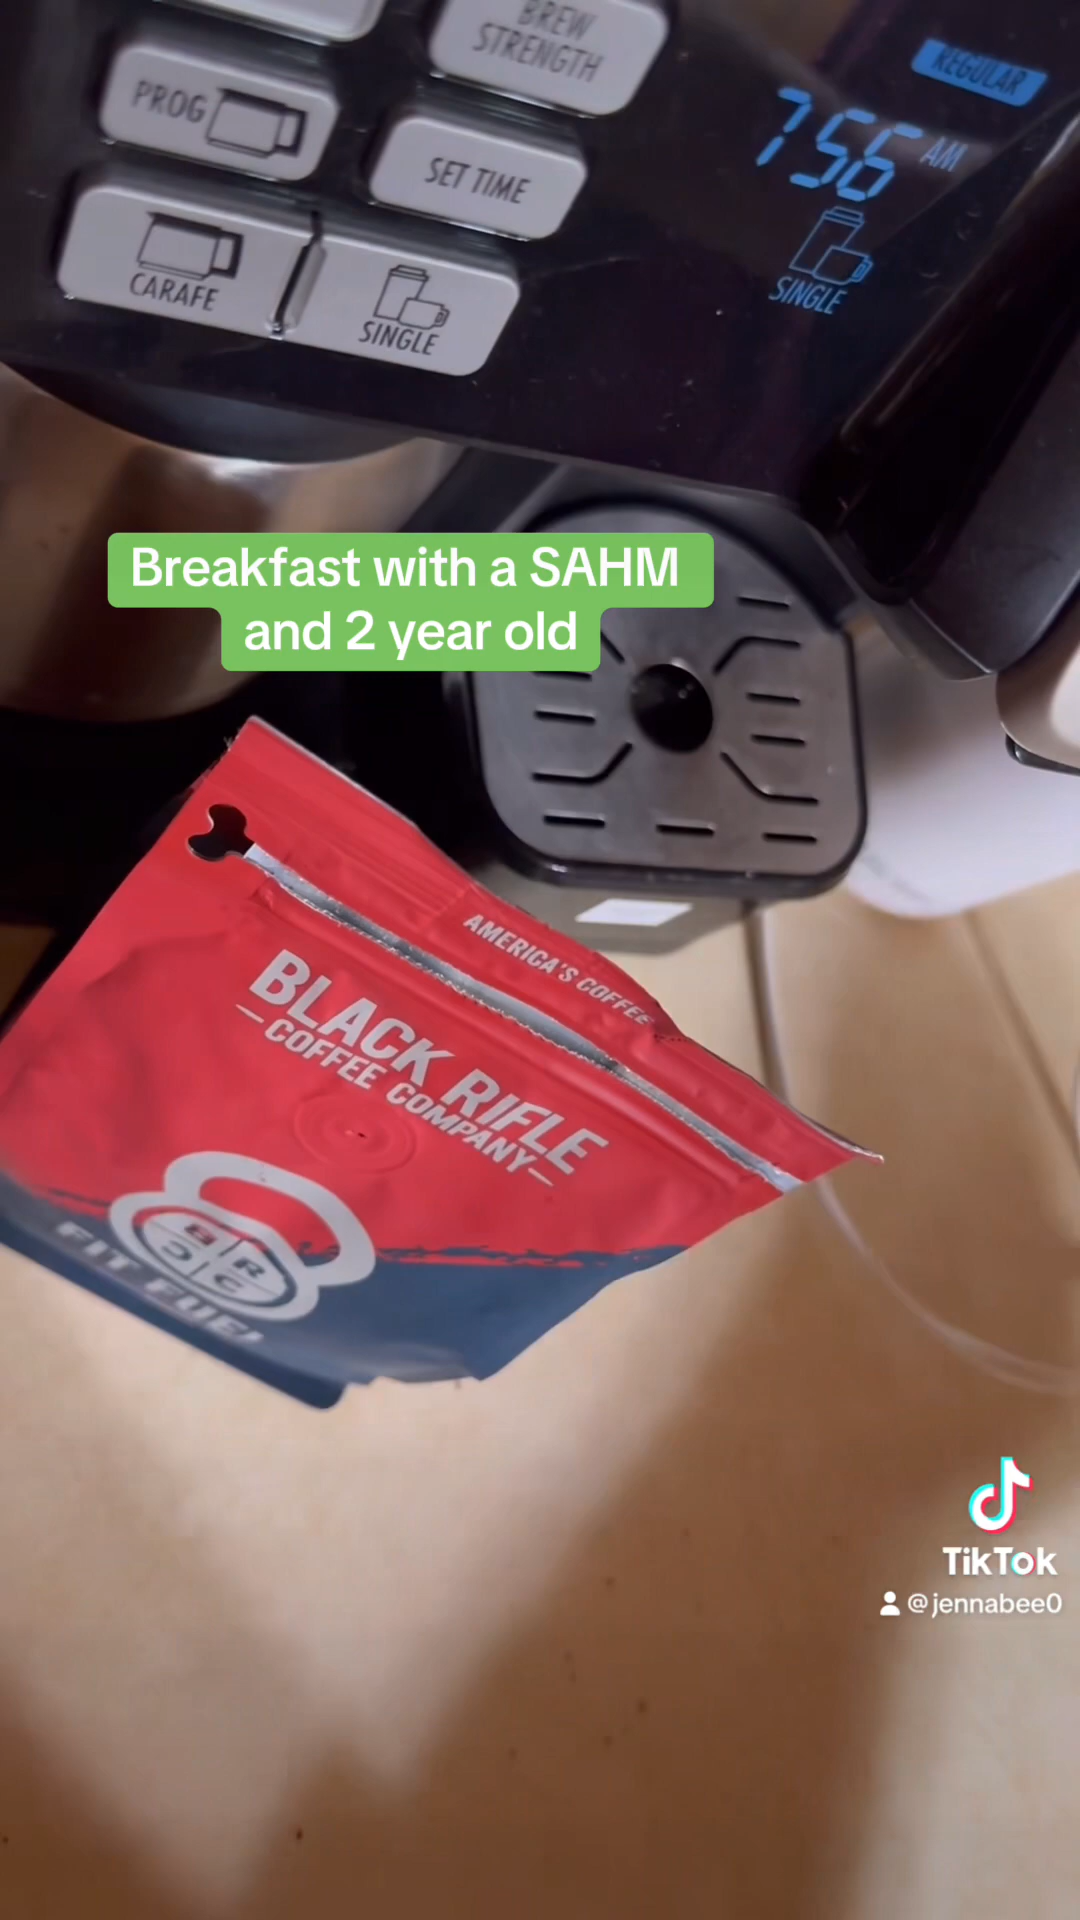 BREW
STRENGTH
PROG
SET TIME
CARAFE
SINGLE
REGULAR
7 56 AM
SINGLE
Breakfast with a SAHM
and 2 year old
AMERICA'S COFFEE
BLACK RIFLE
—COFFEE COMPANY—
B R
C C
FIT FUEL
TikTok
@jennabee0